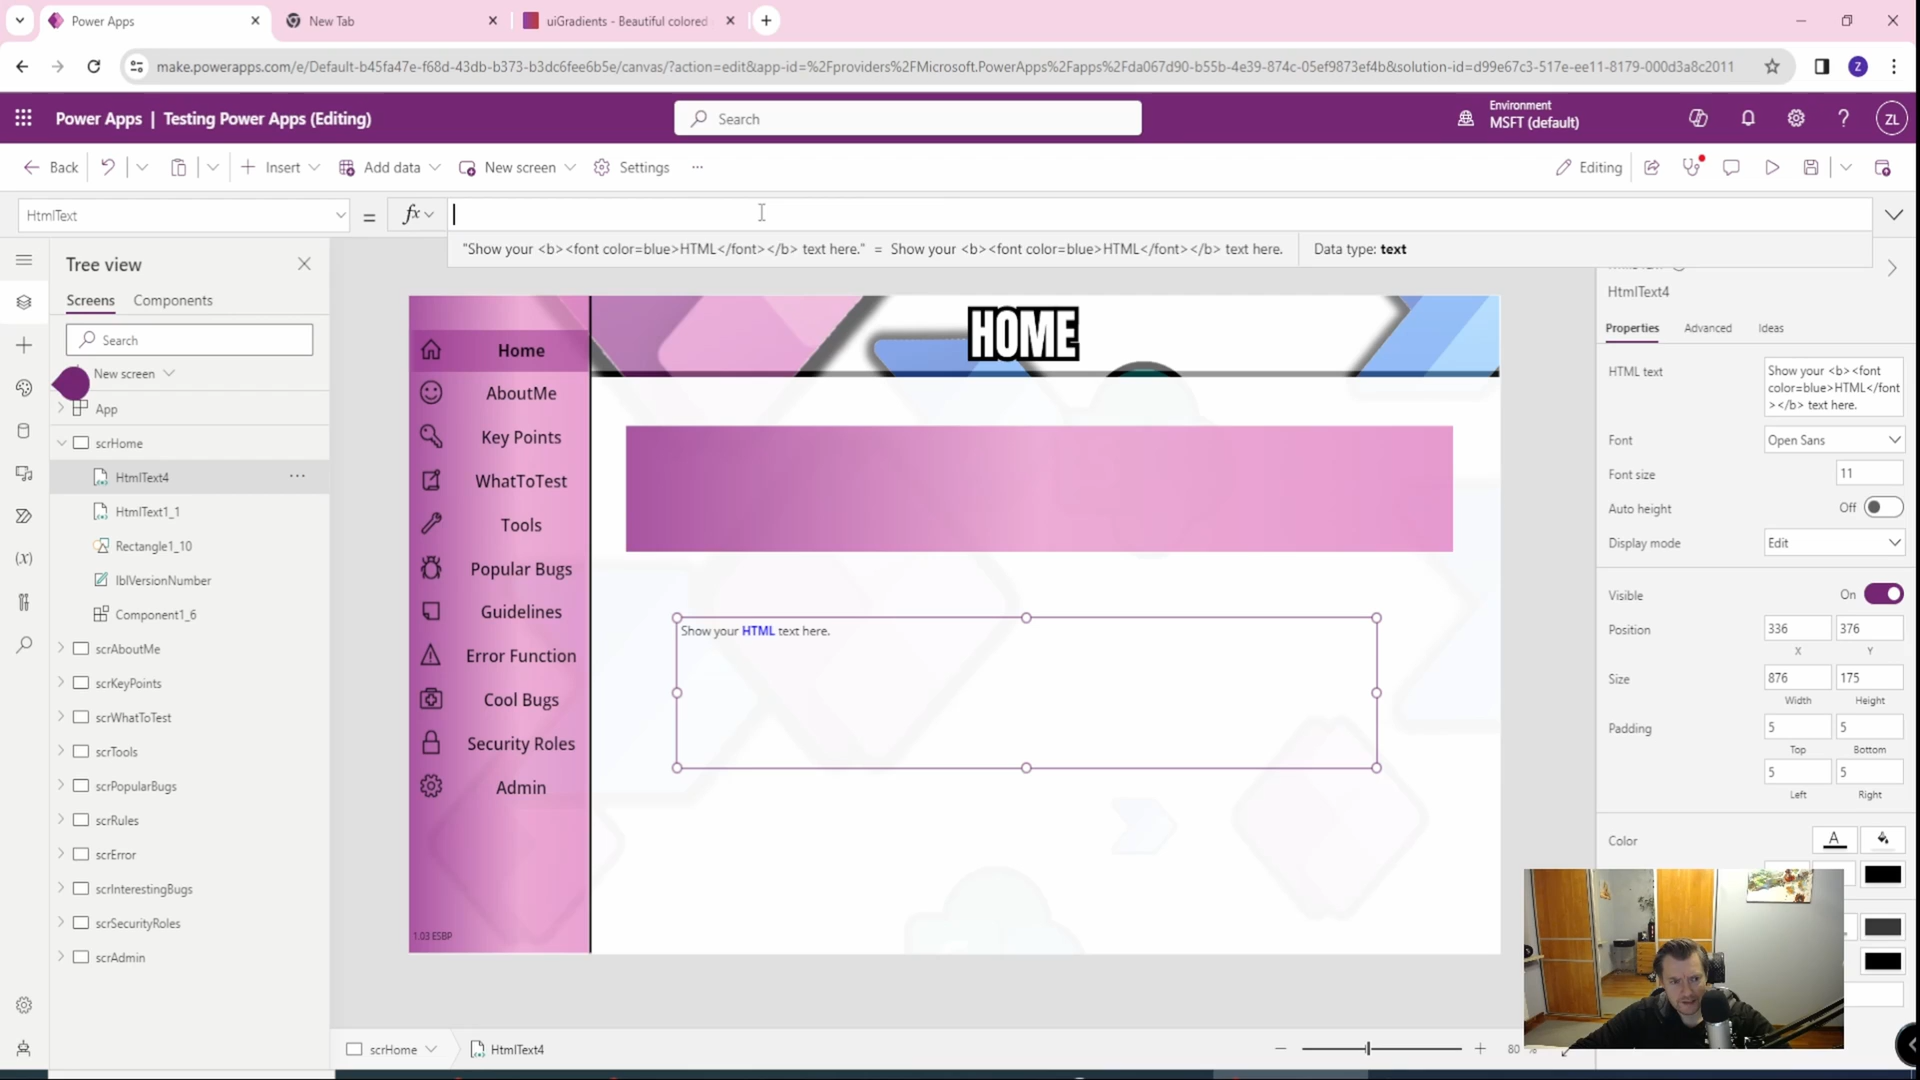 Power Apps
New Tab
uiGradients - Beautiful colored
make.powerapps.com/e/Default-b45fa47e-f68d-43db-b373-b3dc6fee6b5e/canvas/?action=edit&app-id=%2Fproviders%2FMicrosoft.PowerApps%2Fapps%2Fda067d90-b55b-4e39-874c-05ef9873ef4b&solution-id=d99e67c3-517e-ee11-8179-000d3a8c2011
Z
Power Apps | Testing Power Apps (Editing)
Search
Environment
MSFT (default)
ZL
Back
Insert
Add data
New screen
Settings
...
Editing
HtmlText
=
fx
"Show your <b><font color=blue>HTML</font></b> text here." = Show your <b><font color=blue>HTML</font></b> text here.
Data type: text
Tree view
Screens
Components
Search
New screen
App
scrHome
HtmlText4
...
HtmlText1_1
Rectangle1_10
lblVersionNumber
Component1_6
scrAboutMe
scrKeyPoints
scrWhatToTest
scrTools
scrPopularBugs
scrRules
scrError
scrInterestingBugs
scrSecurityRoles
scrAdmin
HOME
Home
AboutMe
Key Points
WhatToTest
Tools
Popular Bugs
Guidelines
Error Function
Cool Bugs
Security Roles
Admin
1.03 ESBP
Show your HTML text here.
HtmlText4
Properties
Advanced
Ideas
HTML text
Show your <b><font
color=blue>HTML</font
></b> text here.
Font
Open Sans
Font size
11
Auto height
Off
Display mode
Edit
Visible
On
Position
336
376
X
Y
Size
876
175
Width
Height
Padding
5
5
Top
Bottom
5
5
Left
Right
Color
A
scrHome
HtmlText4
80